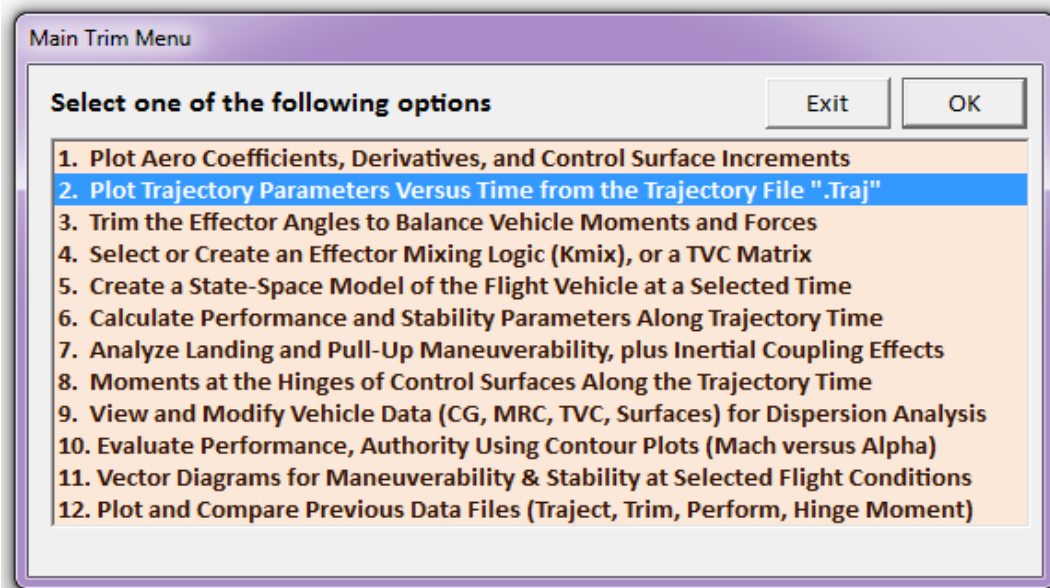 Main Trim Menu
Select one of the following options
Exit
OK
1. Plot Aero Coefficients, Derivatives, and Control Surface Increments
2. Plot Trajectory Parameters Versus Time from the Trajectory File ".Traj"
3. Trim the Effector Angles to Balance Vehicle Moments and Forces
4. Select or Create an Effector Mixing Logic (Kmix), or a TVC Matrix
5. Create a State-Space Model of the Flight Vehicle at a Selected Time
6. Calculate Performance and Stability Parameters Along Trajectory Time
7. Analyze Landing and Pull-Up Maneuverability, plus Inertial Coupling Effects
8. Moments at the Hinges of Control Surfaces Along the Trajectory Time
9. View and Modify Vehicle Data (CG, MRC, TVC, Surfaces) for Dispersion Analysis
10. Evaluate Performance, Authority Using Contour Plots (Mach versus Alpha)
11. Vector Diagrams for Maneuverability & Stability at Selected Flight Conditions
12. Plot and Compare Previous Data Files (Traject, Trim, Perform, Hinge Moment)